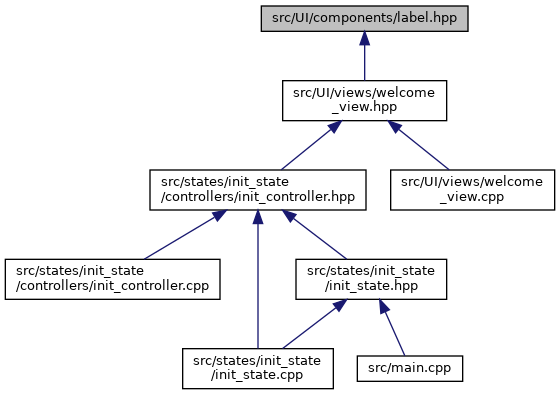 src/UI/components/label.hpp
src/UI/views/welcome
_view.hpp
src/states/init_state
/controllers/init_controller.hpp
src/UI/views/welcome
_view.cpp
src/states/init_state
/controllers/init_controller.cpp
src/states/init_state
/init_state.hpp
src/states/init_state
/init_state.cpp
src/main.cpp